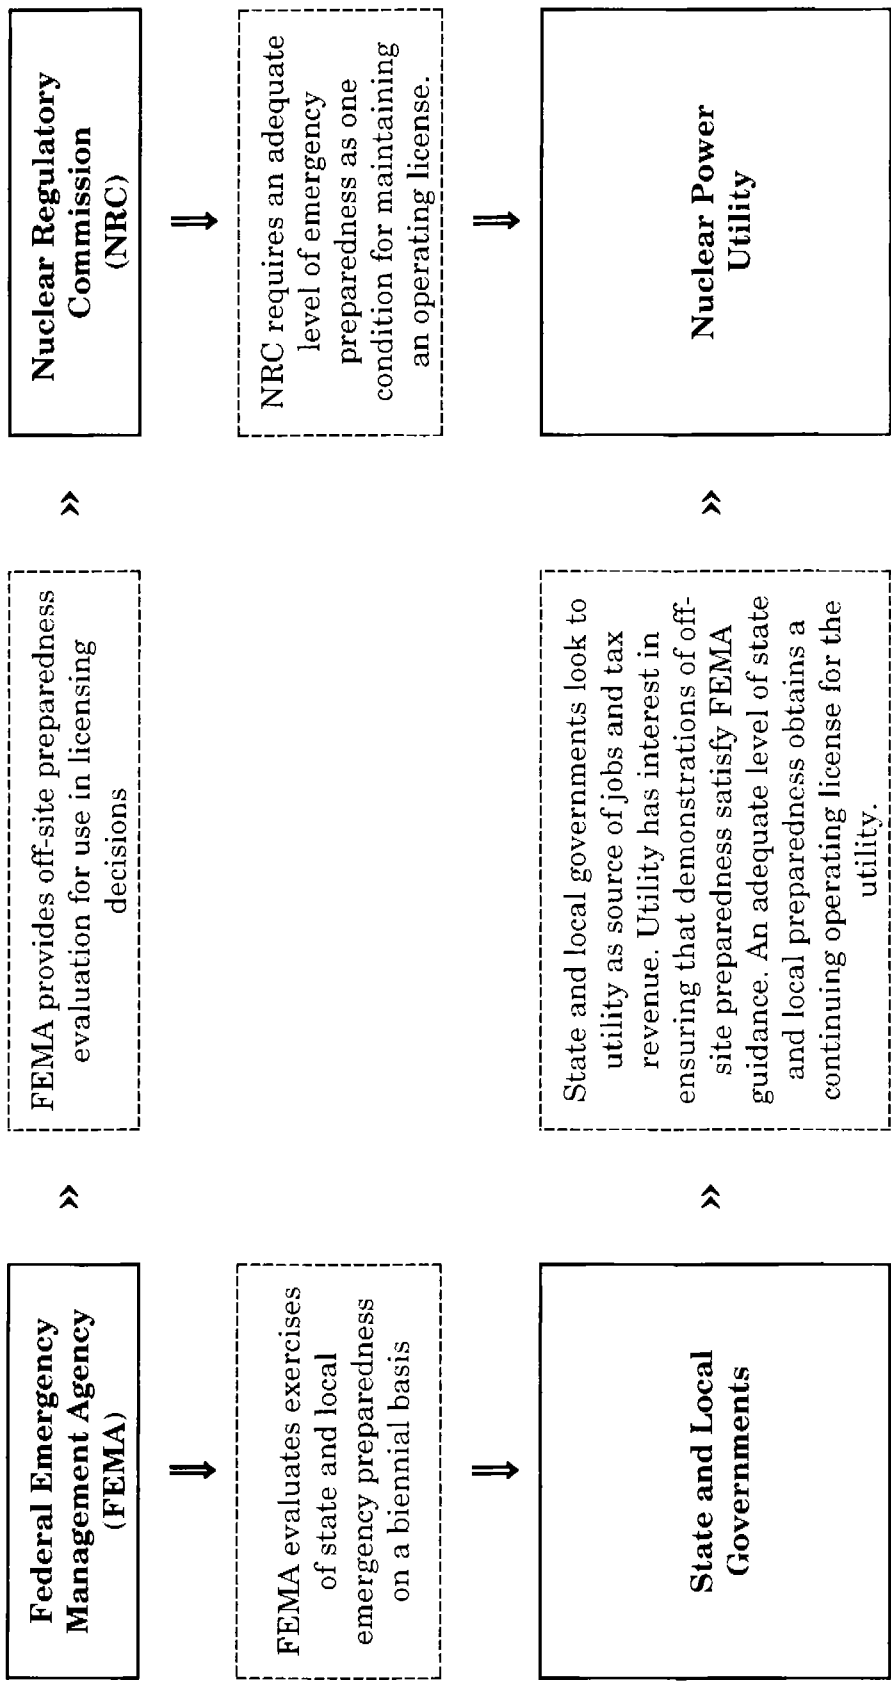 Federal Emergency
Management Agency
(FEMA)
FEMA provides off-site preparedness
evaluation for use in licensing
decisions
Nuclear Regulatory
Commission
(NRC)
FEMA evaluates exercises
of state and local
emergency preparedness
on a biennial basis
NRC requires an adequate
level of emergency
preparedness as one
condition for maintaining
an operating license.
State and Local
Governments
State and local governments look to
utility as source of jobs and tax
revenue. Utility has interest in
ensuring that demonstrations of off-
site preparedness satisfy FEMA
guidance. An adequate level of state
and local preparedness obtains a
continuing operating license for the
utility.
Nuclear Power
Utility